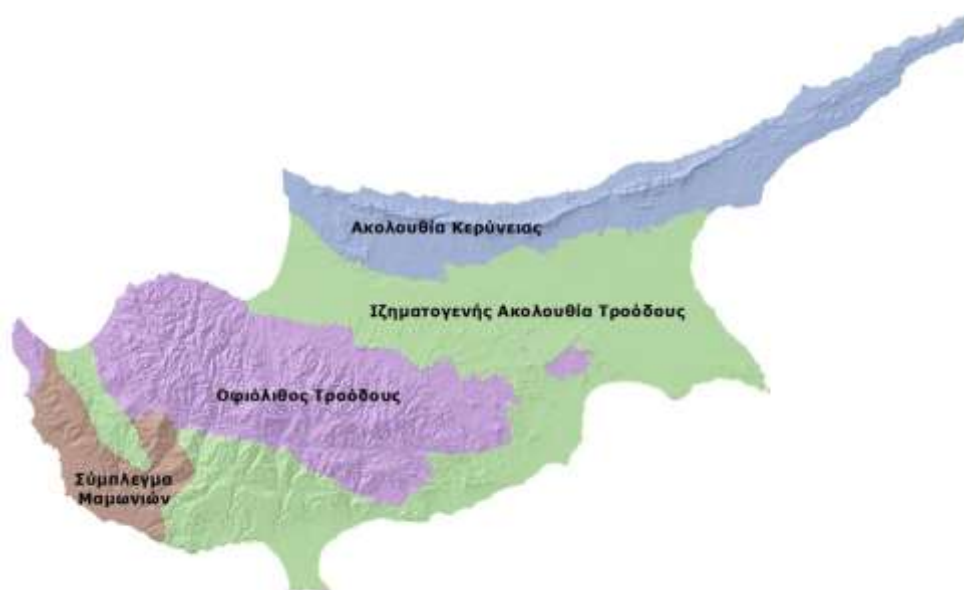 Ακολουθία Κερύνειας
Ιζηματογενής Ακολουθία Τροόδους
Οφιόλιθος Τροόδους
Σύμπλεγμα
Μαμωνιών